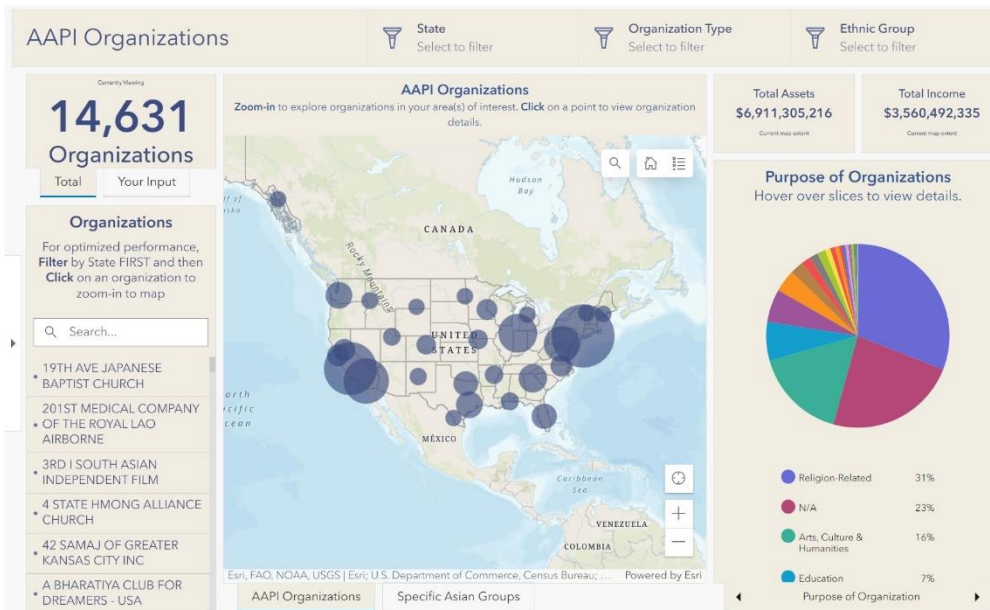 AAPI Organizations
State
Select to filter
Organization Type
Select to filter
Ethnic Group
Select to filter
Currently Viewing
14,631
Organizations
Total
Your Input
Organizations
For optimized performance,
Filter by State FIRST and then
Click on an organization to
zoom-in to map
Search...
19TH AVE JAPANESE
BAPTIST CHURCH
201ST MEDICAL COMPANY
OF THE ROYAL LAO
AIRBORNE
3RD I SOUTH ASIAN
INDEPENDENT FILM
4 STATE HMONG ALLIANCE
CHURCH
42 SAMAJ OF GREATER
KANSAS CITY INC
A BHARATIYA CLUB FOR
DREAMERS - USA
AAPI Organizations
Zoom-in to explore organizations in your area(s) of interest. Click on a point to view organization
details.
Hudson
Bay
CANADA
Rocky Mountains
UNITED
STATES
MÉXICO
Caribbean
Sea
VENEZUELA
COLOMBIA
Esri, FAO, NOAA, USGS | Esri; U.S. Department of Commerce, Census Bureau; ...
Powered by Esri
AAPI Organizations
Specific Asian Groups
Total Assets
$6,911,305,216
Current map extent
Total Income
$3,560,492,335
Current map extent
Purpose of Organizations
Hover over slices to view details.
Religion-Related 31%
N/A 23%
Arts, Culture &
Humanities 16%
Education 7%
Purpose of Organization